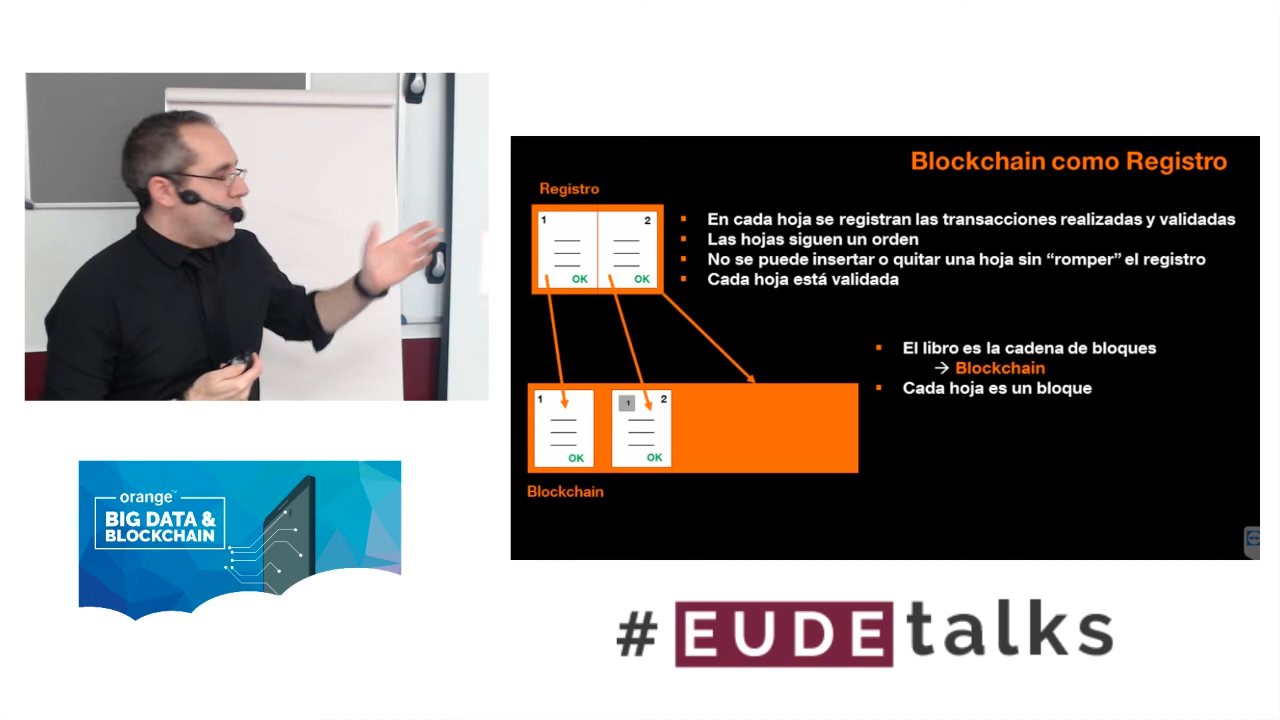 Blockchain como Registro
Registro
1
2
OK
OK
En cada hoja se registran las transacciones realizadas y validadas
Las hojas siguen un orden
No se puede insertar o quitar una hoja sin “romper” el registro
Cada hoja está validada
El libro es la cadena de bloques
→ Blockchain
Cada hoja es un bloque
1
1
2
OK
OK
Blockchain
orange™
BIG DATA &
BLOCKCHAIN
# EUDEtalks